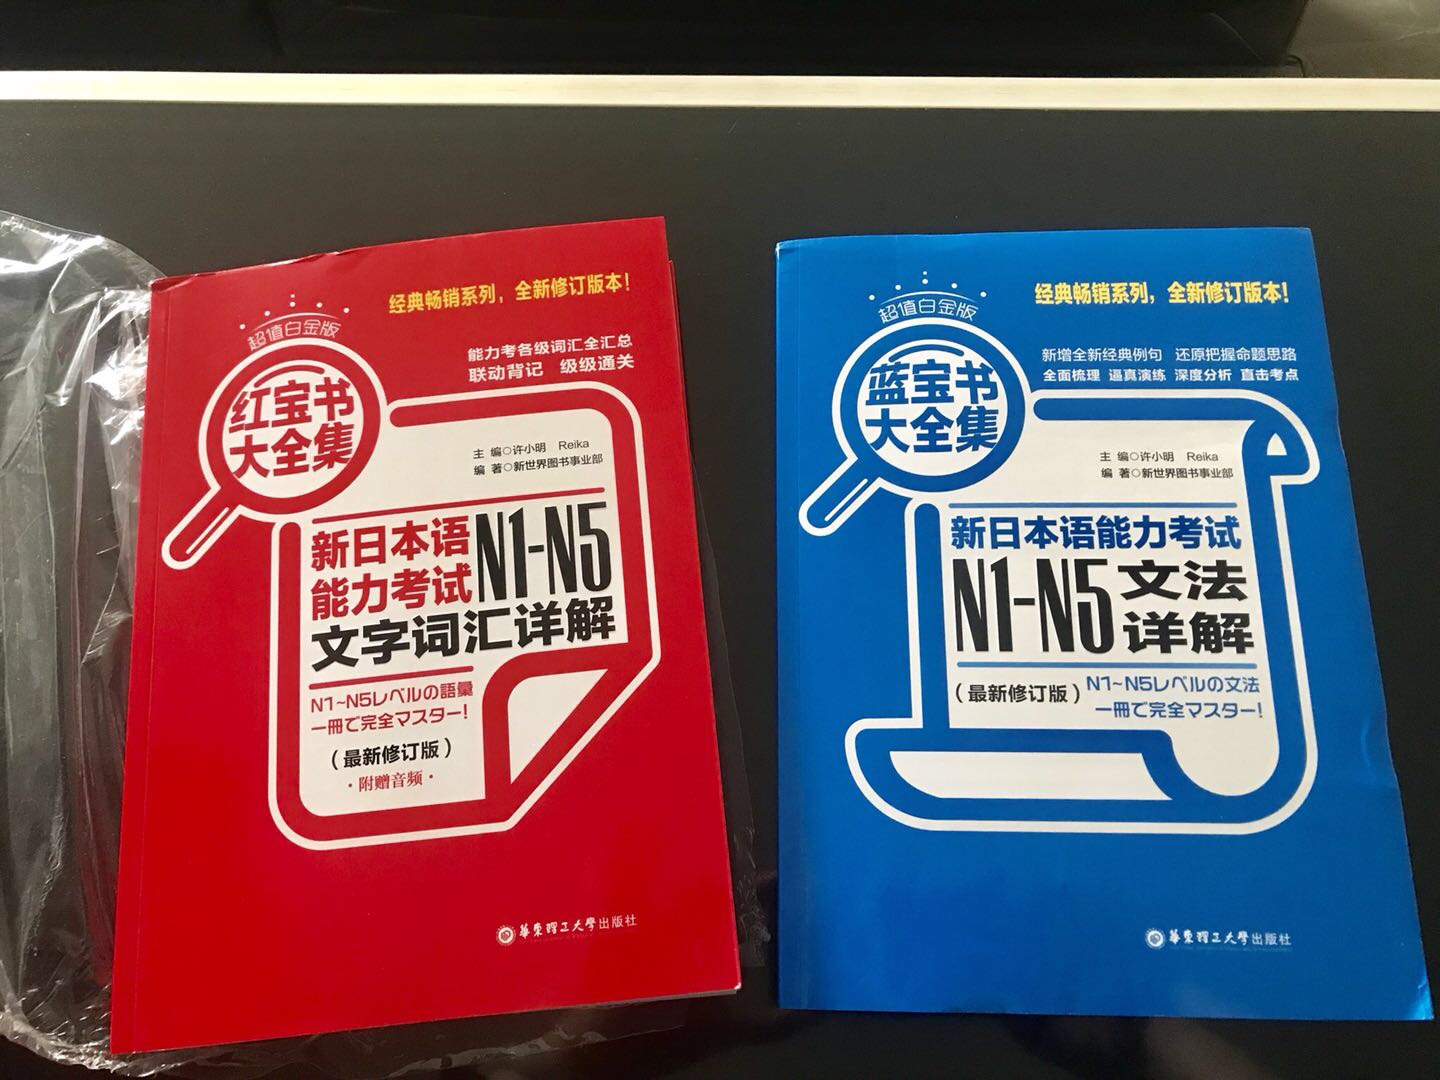 经典畅销系列，全新修订版本！
超值白金版
能力考各级词汇全汇总
联动背记 级级通关
红宝书
大全集
主 编○许小明 Reika
编 著○新世界图书事业部
新日本语
能力考试
N1-N5
文字词汇详解
N1~N5レベルの語彙
一冊で完全マスター!
（最新修订版）
·附赠音频·
華東理工大學出版社
经典畅销系列，全新修订版本！
超值白金版
新增全新经典例句 还原把握命题思路
全面梳理 逼真演练 深度分析 直击考点
蓝宝书
大全集
主 编○许小明 Reika
编 著○新世界图书事业部
新日本语能力考试
N1-N5
文法
详解
（最新修订版）
N1~N5レベルの文法
一冊で完全マスター!
華東理工大學出版社